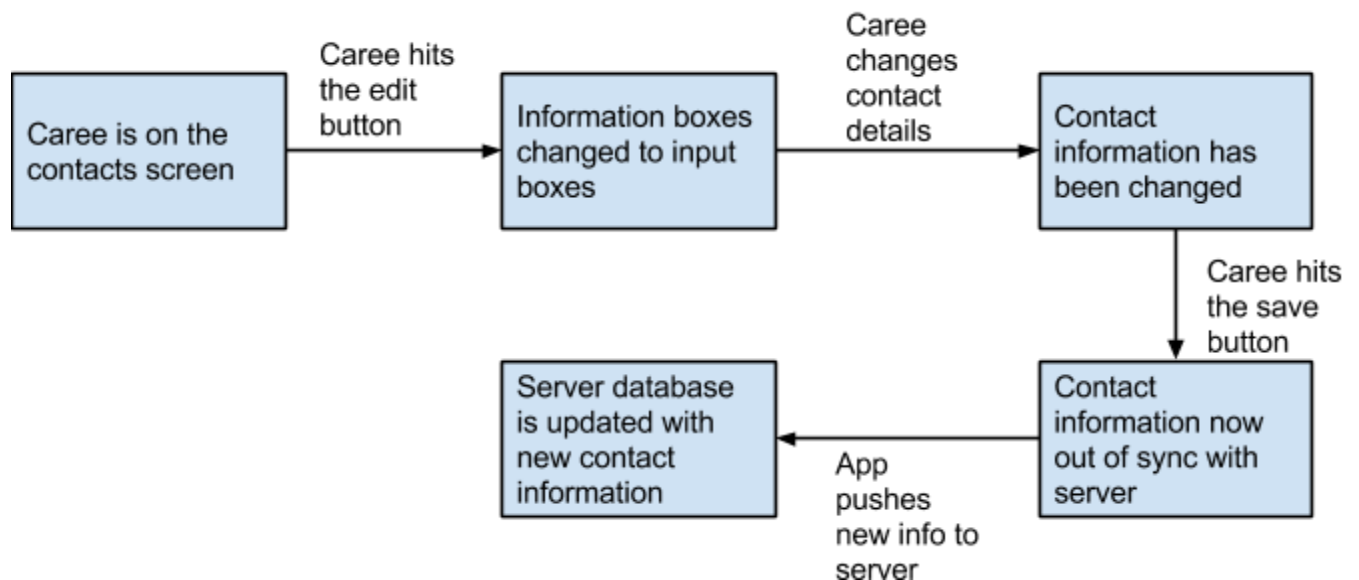 Caree is on the
contacts screen
Caree hits
the edit
button
Information boxes
changed to input
boxes
Caree
changes
contact
details
Contact
information has
been changed
Caree hits
the save
button
Contact
information now
out of sync with
server
App
pushes
new info to
server
Server database
is updated with
new contact
information